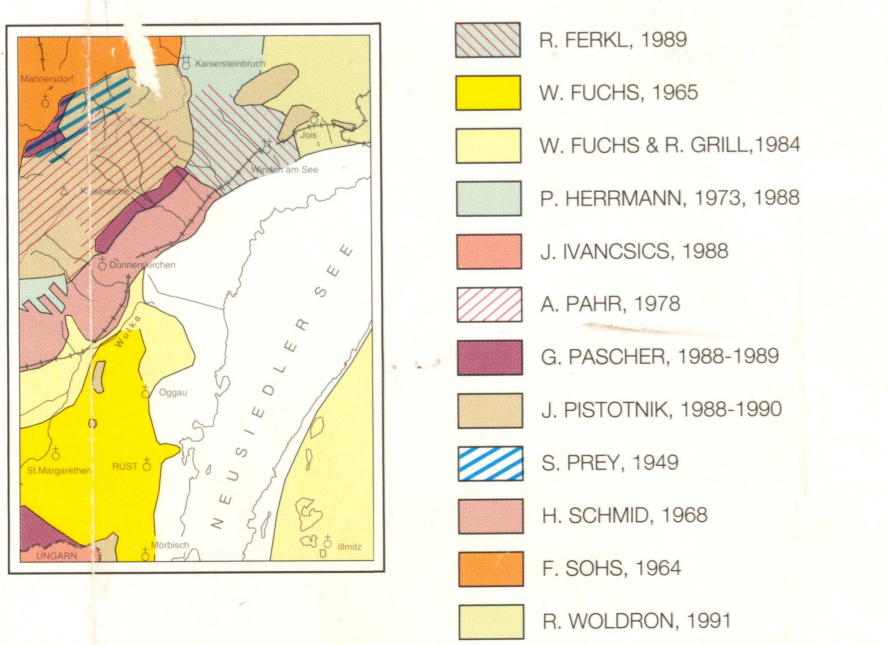 Kaisersteinbruch
Mannersdorf
Jois
Winden am See
Kaisereiche
Donnerskirchen
Wulka
NEUSIEDLER SEE
Oggau
St.Margarethen
RUST
Mörbisch
Illmitz
UNGARN
R. FERKL, 1989
W. FUCHS, 1965
W. FUCHS & R. GRILL,1984
P. HERRMANN, 1973, 1988
J. IVANCSICS, 1988
A. PAHR, 1978
G. PASCHER, 1988-1989
J. PISTOTNIK, 1988-1990
S. PREY, 1949
H. SCHMID, 1968
F. SOHS, 1964
R. WOLDRON, 1991